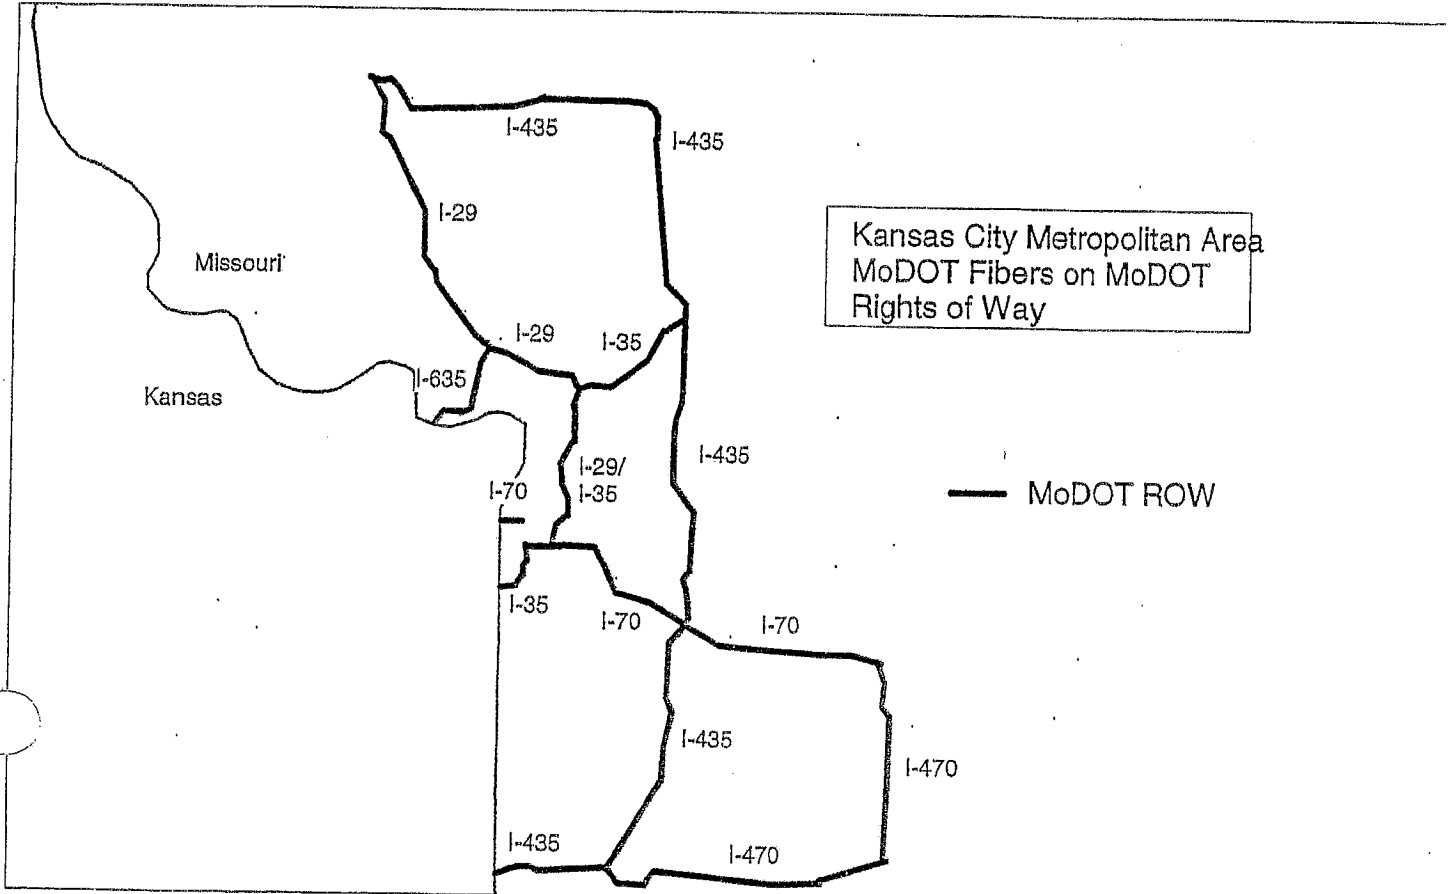 I-435
I-435
I-29
Kansas City Metropolitan Area
MoDOT Fibers on MoDOT
Rights of Way
Missouri
I-29
I-35
I-635
Kansas
I-435
I-29/
I-35
I-70
MoDOT ROW
I-35
I-70
I-70
I-435
I-470
I-435
I-470